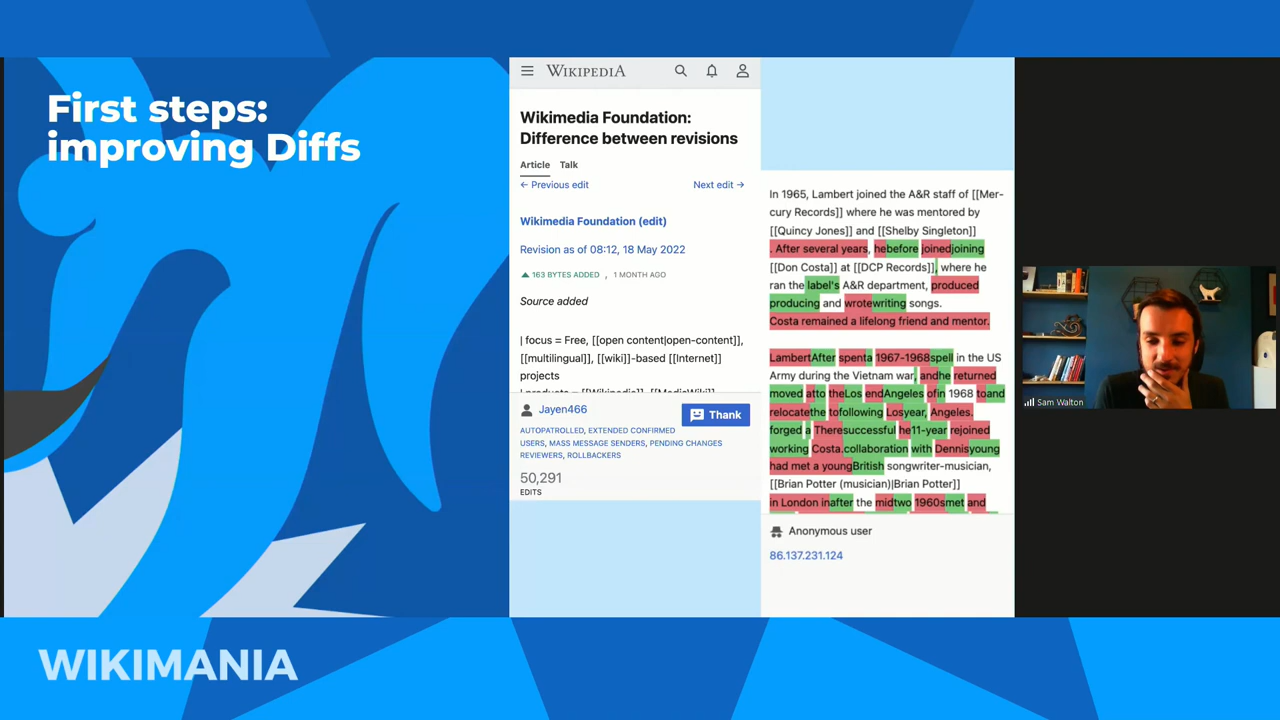 First steps:
improving Diffs
WIKIPEDIA
Wikimedia Foundation:
Difference between revisions
Article Talk
← Previous edit Next edit →
Wikimedia Foundation (edit)
Revision as of 08:12, 18 May 2022
163 BYTES ADDED , 1 MONTH AGO
Source added
| focus = Free, [[open content|open-content]],
[[multilingual]], [[wiki]]-based [[Internet]]
projects
Jayen466
Thank
AUTOPATROLLED, EXTENDED CONFIRMED
USERS, MASS MESSAGE SENDERS, PENDING CHANGES
REVIEWERS, ROLLBACKERS
50,291
EDITS
In 1965, Lambert joined the A&R staff of [[Mer-
cury Records]] where he was mentored by
[[Quincy Jones]] and [[Shelby Singleton]]
. After several years, hebefore joinedjoining
[[Don Costa]] at [[DCP Records]], where he
ran the label's A&R department, produced
producing and wrotewriting songs.
Costa remained a lifelong friend and mentor.
LambertAfter spenta 1967-1968spell in the US
Army during the Vietnam war, andhe returned
moved atto theLos endAngeles ofin 1968 toand
relocatethe tofollowing Losyear, Angeles.
forged a Theresuccessful he11-year rejoined
working Costa.collaboration with Dennisyoung
had met a youngBritish songwriter-musician,
[[Brian Potter (musician)|Brian Potter]]
in London inafter the midtwo 1960smet and
Anonymous user
86.137.231.124
Sam Walton
WIKIMANIA